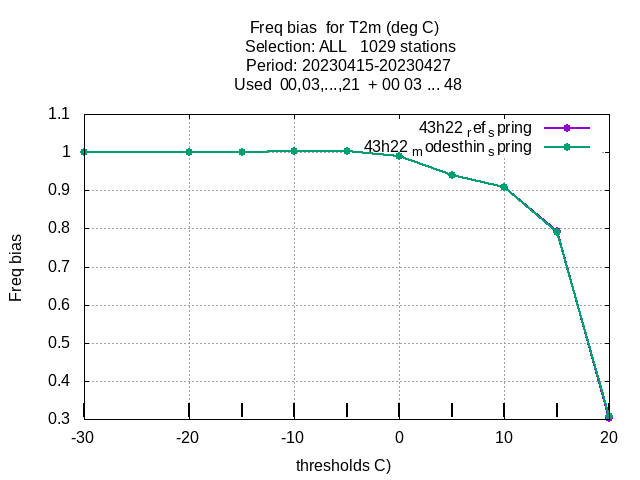 Freq bias  for T2m (deg C)
Selection: ALL   1029 stations
Period: 20230415-20230427
Used  00,03,...,21  + 00 03 ... 48
1.1
1
0.9
0.8
0.7
0.6
0.5
0.4
0.3
Freq bias
43h22 ref spring
43h22 modesthin spring
-30 -20 -10 0 10 20
thresholds C)